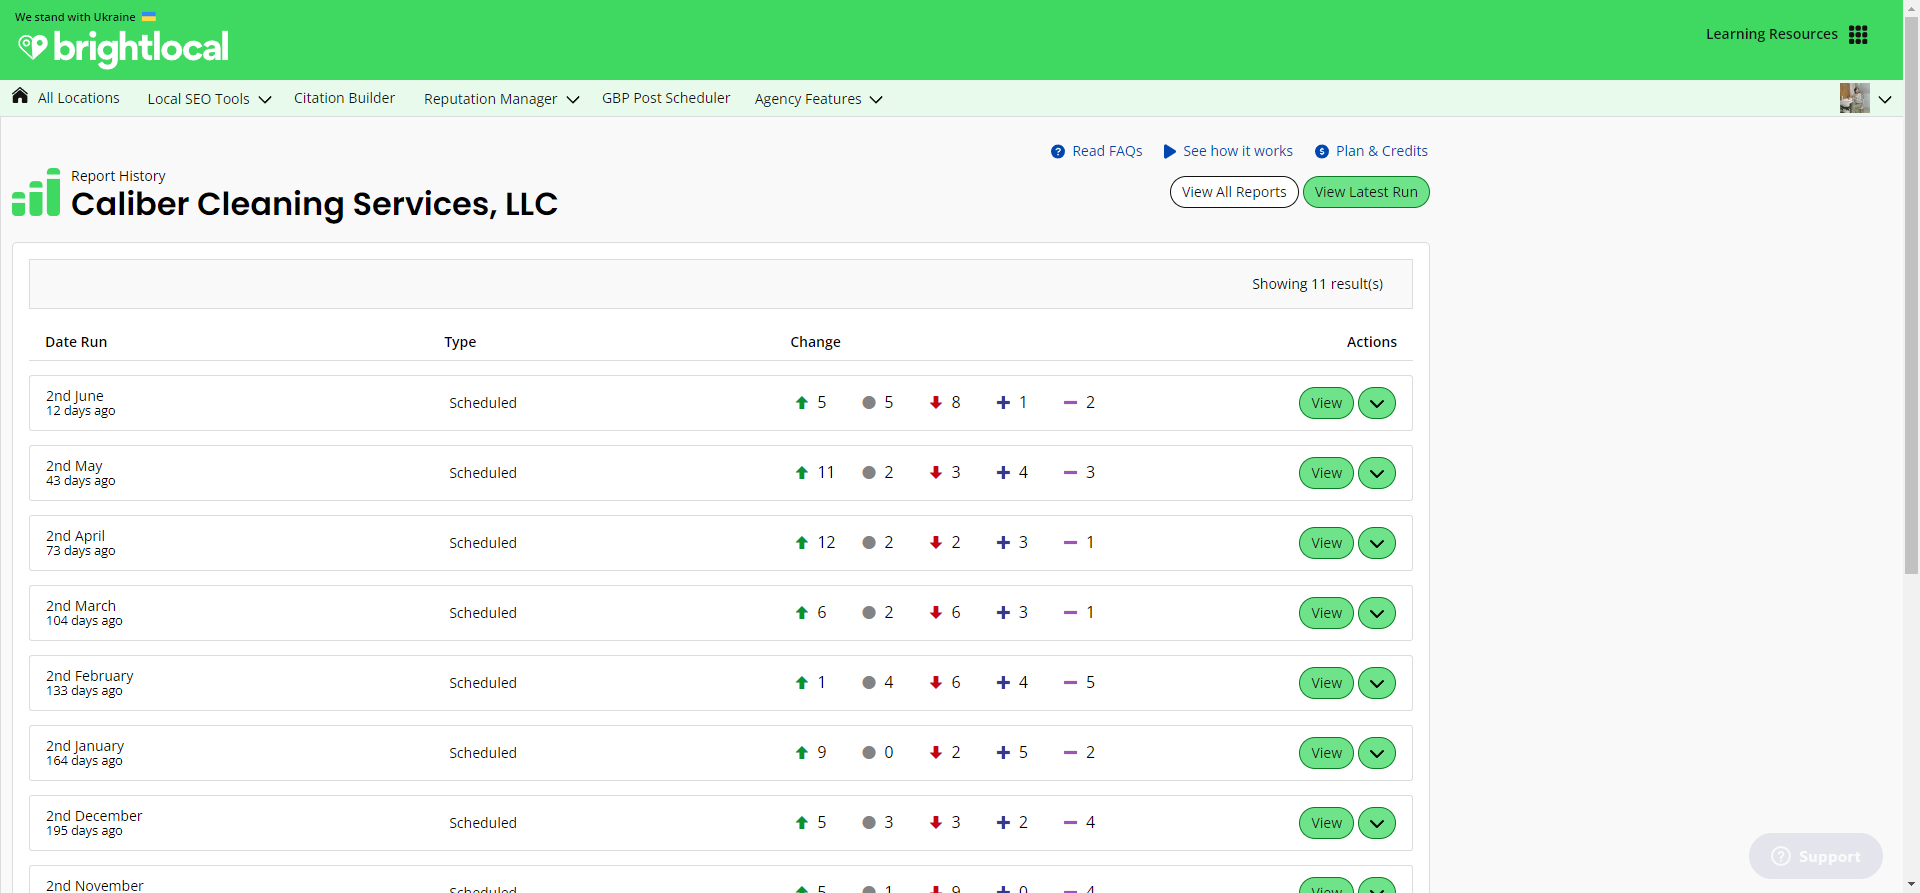 We stand with Ukraine
brightlocal
Learning Resources
All Locations Local SEO Tools Citation Builder Reputation Manager GBP Post Scheduler Agency Features
Read FAQs See how it works Plan & Credits
Report History
Caliber Cleaning Services, LLC
View All Reports View Latest Run
Showing 11 result(s)
Date Run Type Change Actions
2nd June
12 days ago
Scheduled 5 5 8 1 2 View
2nd May
43 days ago
Scheduled 11 2 3 4 3 View
2nd April
73 days ago
Scheduled 12 2 2 3 1 View
2nd March
104 days ago
Scheduled 6 2 6 3 1 View
2nd February
133 days ago
Scheduled 1 4 6 4 5 View
2nd January
164 days ago
Scheduled 9 0 2 5 2 View
2nd December
195 days ago
Scheduled 5 3 3 2 4 View
2nd November
Scheduled 5 1 9 0 4 View
Support